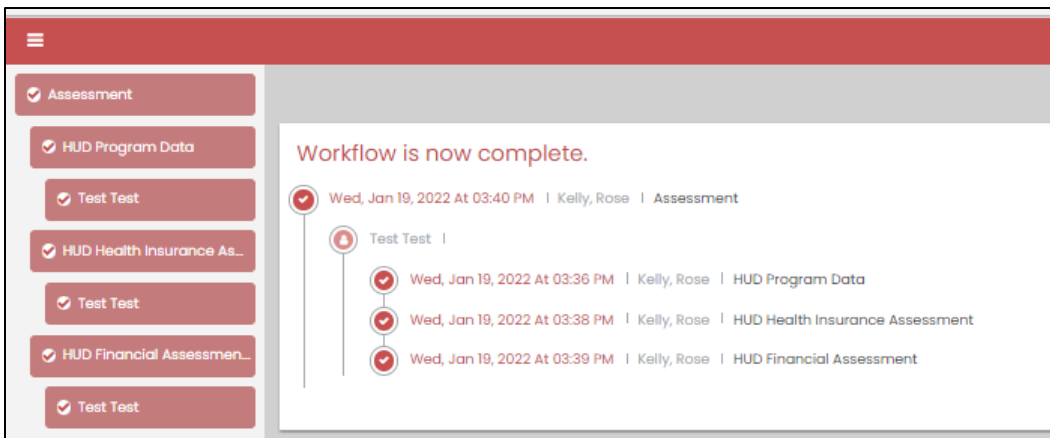 Assessment
HUD Program Data
Test Test
HUD Health Insurance As...
Test Test
HUD Financial Assessmen...
Test Test
Workflow is now complete.
Wed, Jan 19, 2022 At 03:40 PM | Kelly, Rose | Assessment
Test Test |
Wed, Jan 19, 2022 At 03:36 PM | Kelly, Rose | HUD Program Data
Wed, Jan 19, 2022 At 03:38 PM | Kelly, Rose | HUD Health Insurance Assessment
Wed, Jan 19, 2022 At 03:39 PM | Kelly, Rose | HUD Financial Assessment